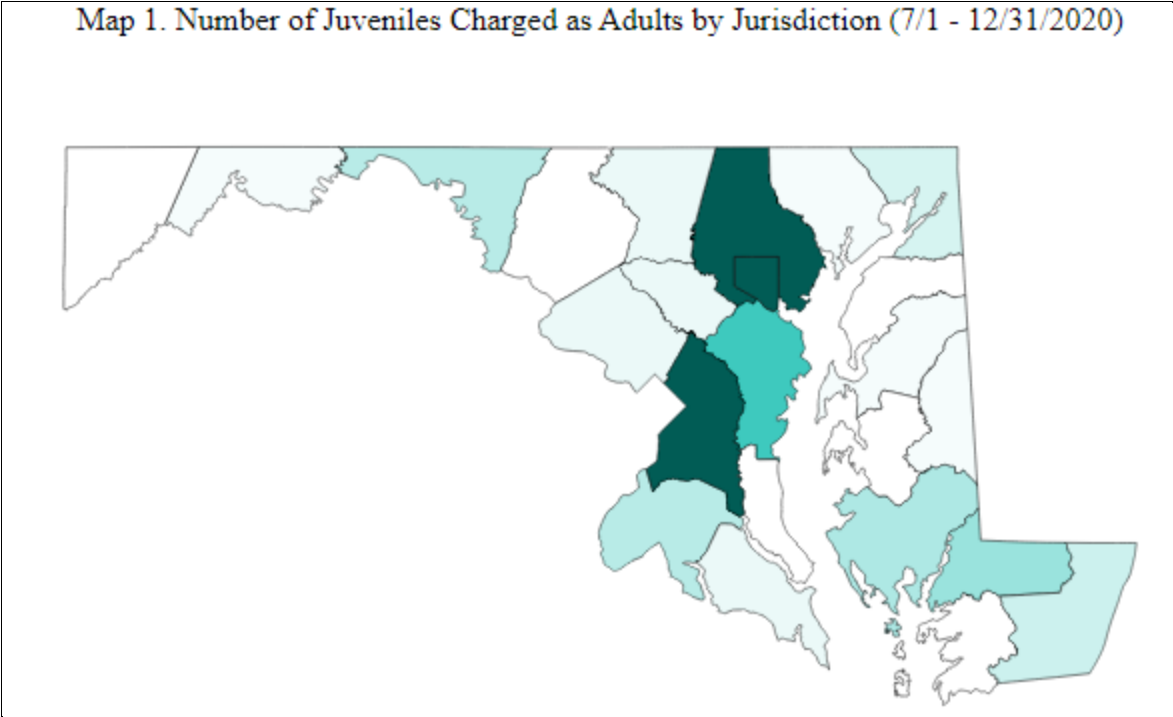 Map 1. Number of Juveniles Charged as Adults by Jurisdiction (7/1 - 12/31/2020)